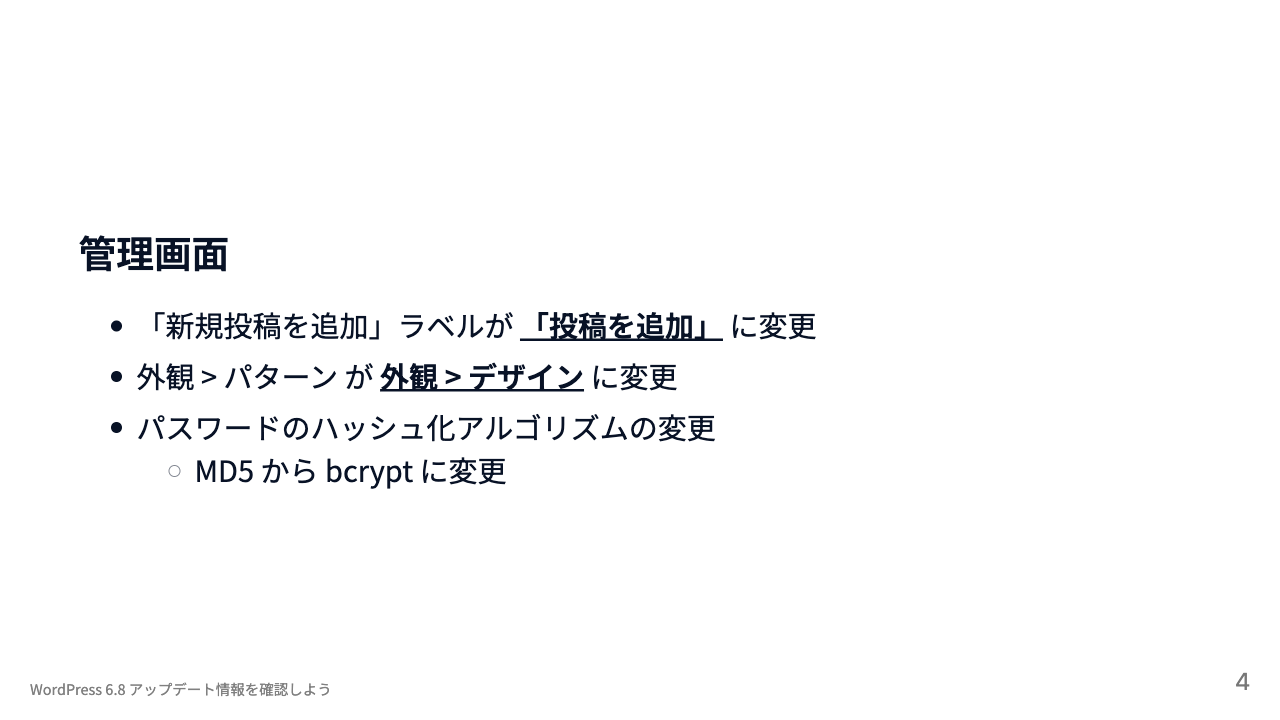 管理画面
「新規投稿を追加」ラベルが 「投稿を追加」 に変更
外観 > パターン が 外観 > デザイン に変更
パスワードのハッシュ化アルゴリズムの変更
MD5 から bcrypt に変更
WordPress 6.8 アップデート情報を確認しよう
4